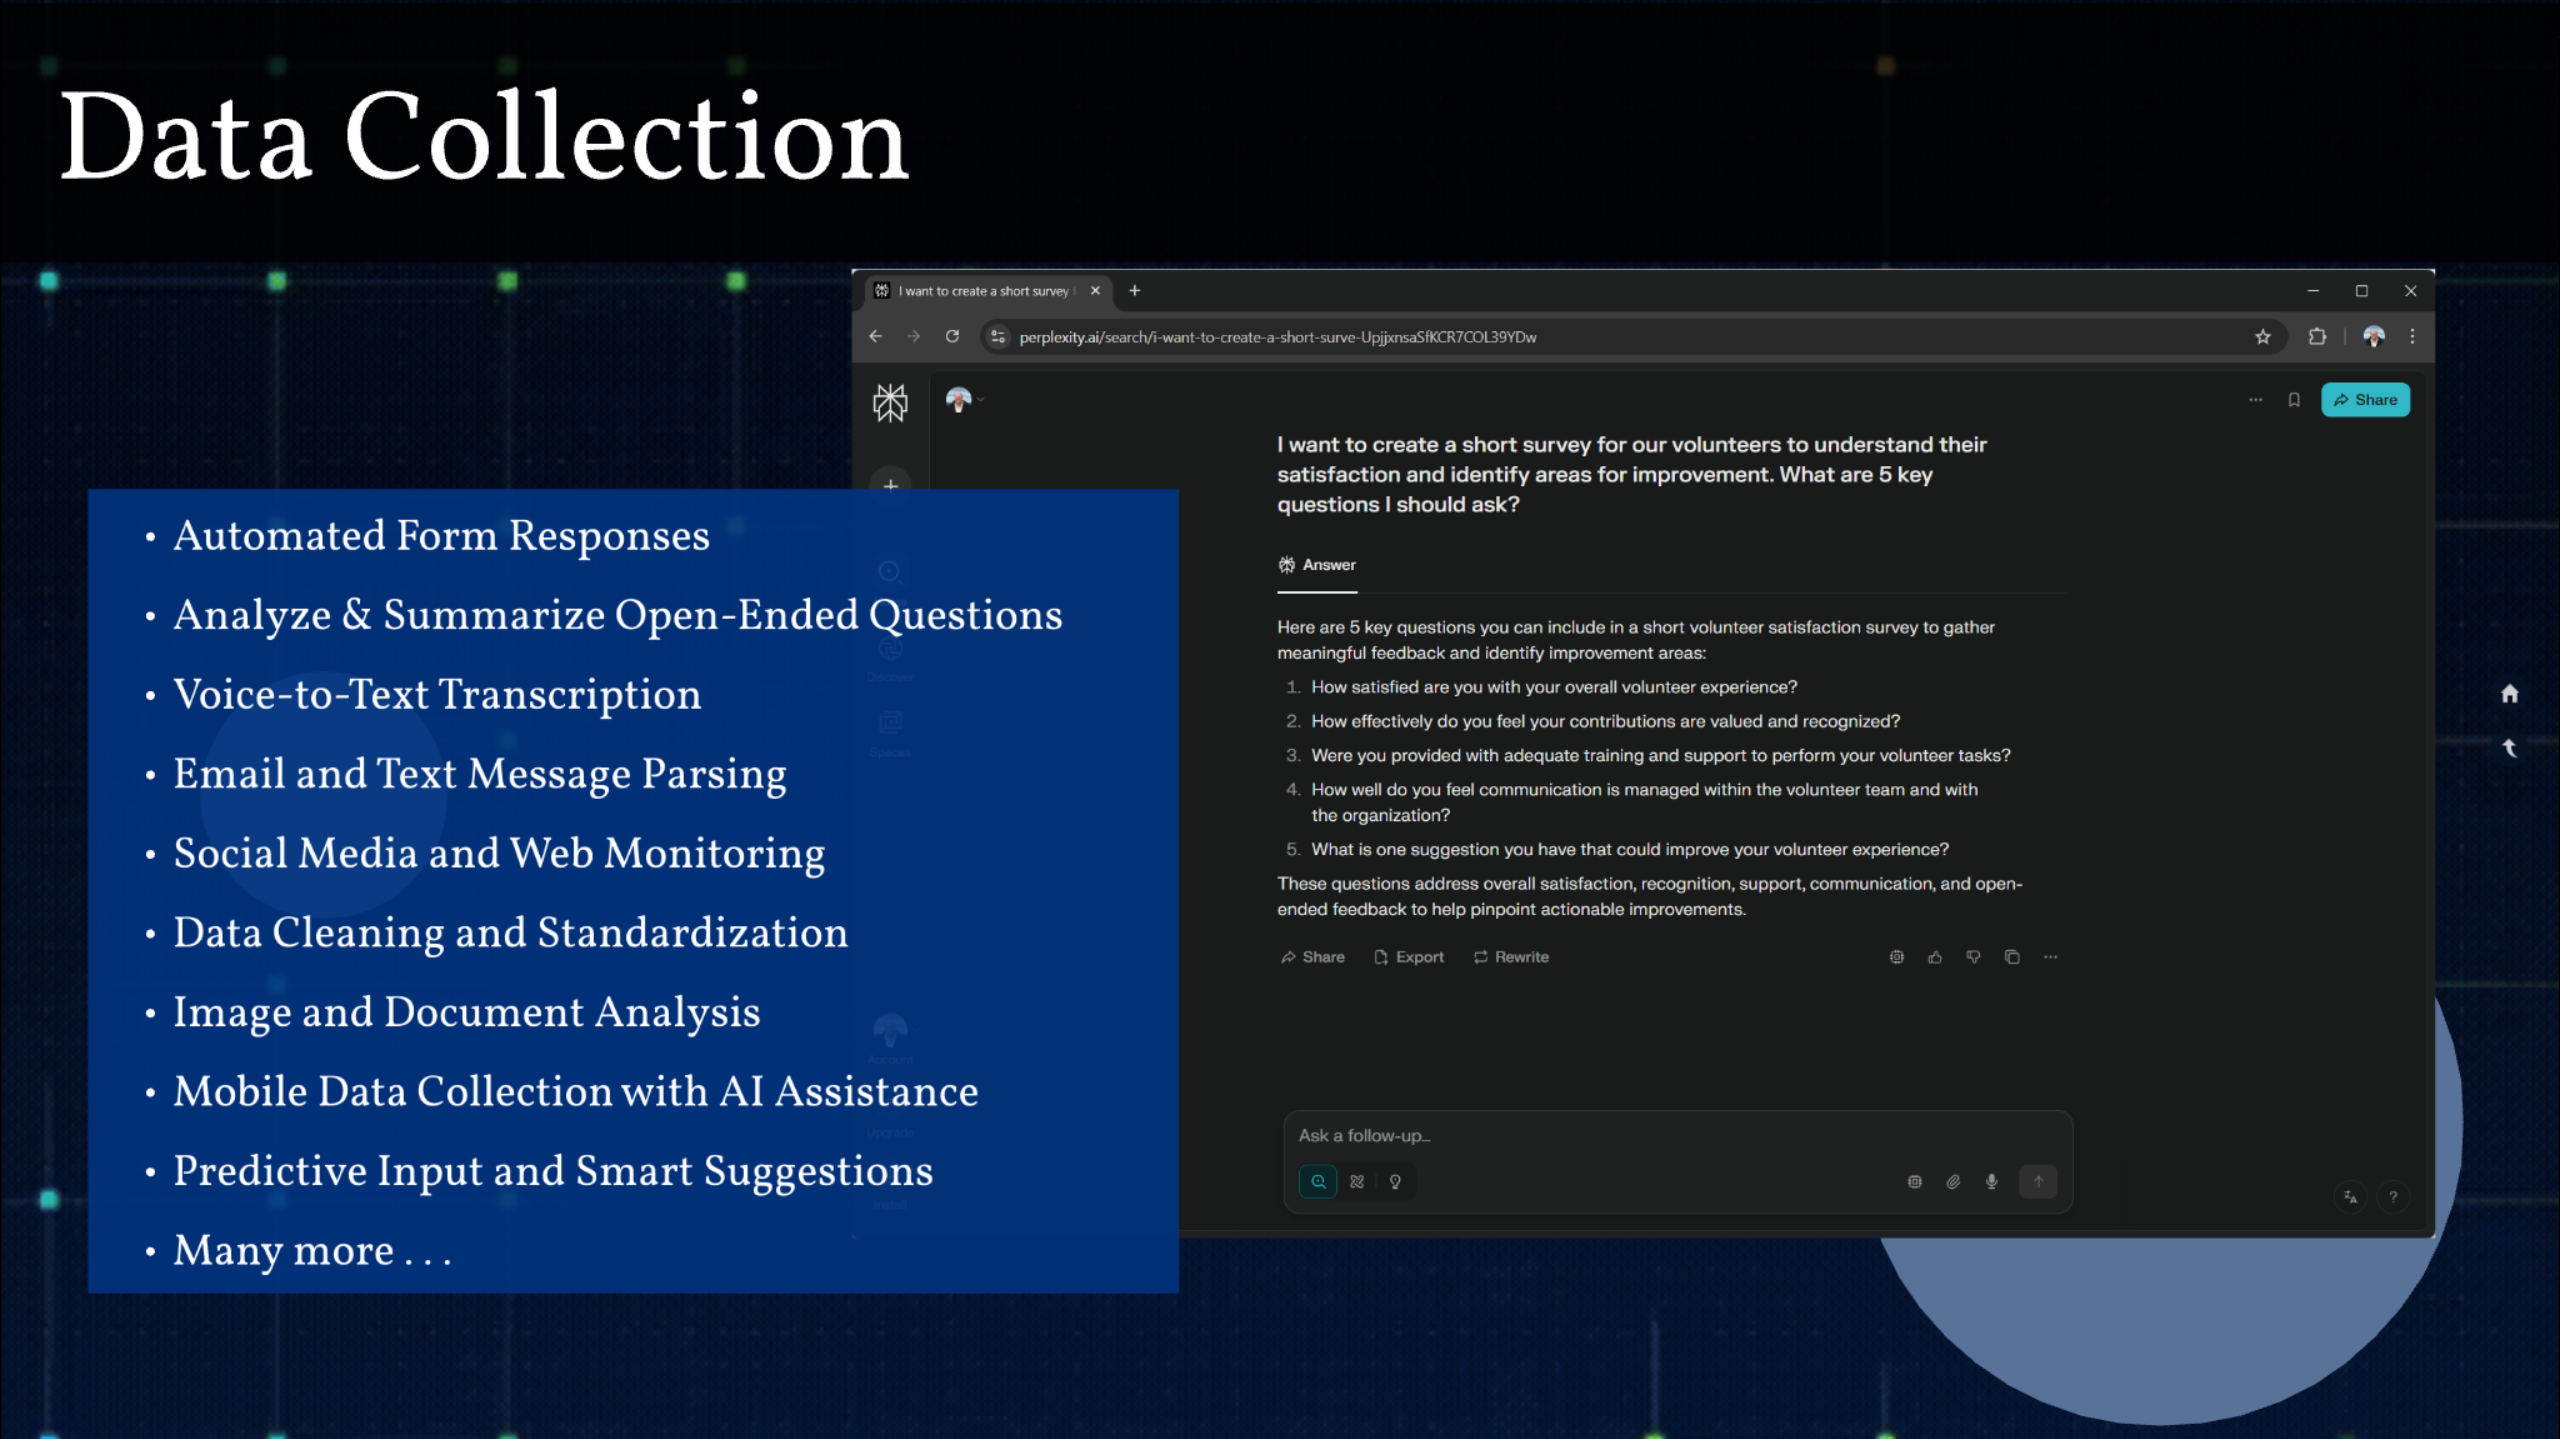 Data Collection
• Automated Form Responses
• Analyze & Summarize Open-Ended Questions
• Voice-to-Text Transcription
• Email and Text Message Parsing
• Social Media and Web Monitoring
• Data Cleaning and Standardization
• Image and Document Analysis
• Mobile Data Collection with AI Assistance
• Predictive Input and Smart Suggestions
• Many more . . .
I want to create a short survey
perplexity.ai/search/i-want-to-create-a-short-surve-UpjjxnsaSfKCR7COL39YDw
Share
I want to create a short survey for our volunteers to understand their
satisfaction and identify areas for improvement. What are 5 key
questions I should ask?
Answer
Here are 5 key questions you can include in a short volunteer satisfaction survey to gather
meaningful feedback and identify improvement areas:
1. How satisfied are you with your overall volunteer experience?
2. How effectively do you feel your contributions are valued and recognized?
3. Were you provided with adequate training and support to perform your volunteer tasks?
4. How well do you feel communication is managed within the volunteer team and with
the organization?
5. What is one suggestion you have that could improve your volunteer experience?
These questions address overall satisfaction, recognition, support, communication, and open-
ended feedback to help pinpoint actionable improvements.
Share Export Rewrite
Ask a follow-up...
Discover
Spaces
Account
Upgrade
Install